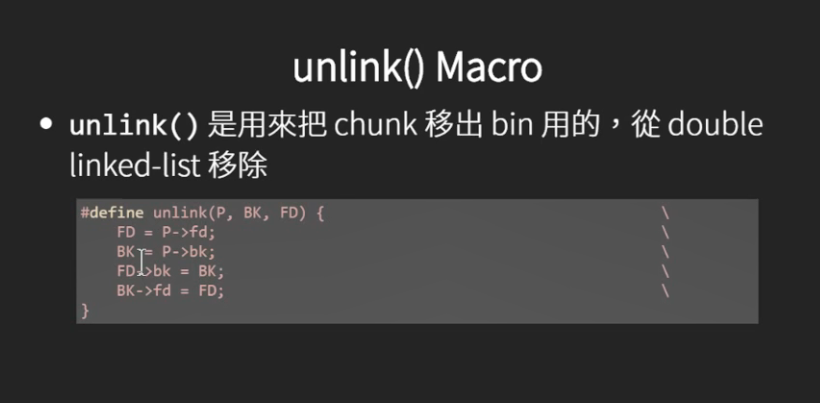 unlink() Macro
• unlink() 是用來把 chunk 移出 bin 用的，從 double
linked-list 移除
#define unlink(P, BK, FD) { \
FD = P->fd; \
BK = P->bk; \
FD->bk = BK; \
BK->fd = FD; \
}